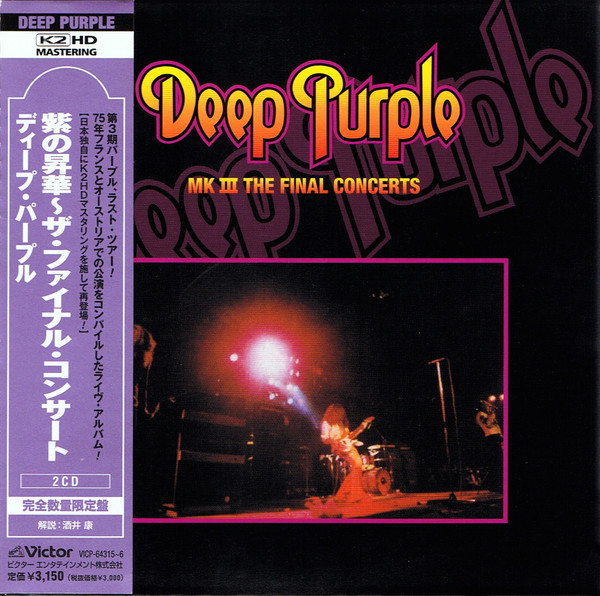 DEEP PURPLE
K2HD
MASTERING
第3期パープル、ラスト・ツアー!
75年フランスとオーストリアでの公演をコンパイルしたライヴ・アルバム!
【日本独自にK2HDマスタリングを施して再登場!】
紫の昇華~ザ・ファイナル・コンサート
ディープ・パープル
2CD
完全数量限定盤
解説:酒井 康
Victor VICP-64315-6
ビクター エンタテインメント株式会社
定価¥3,150 (税抜価格¥3,000)
Deep Purple
Deep Purple
MK III THE FINAL CONCERTS